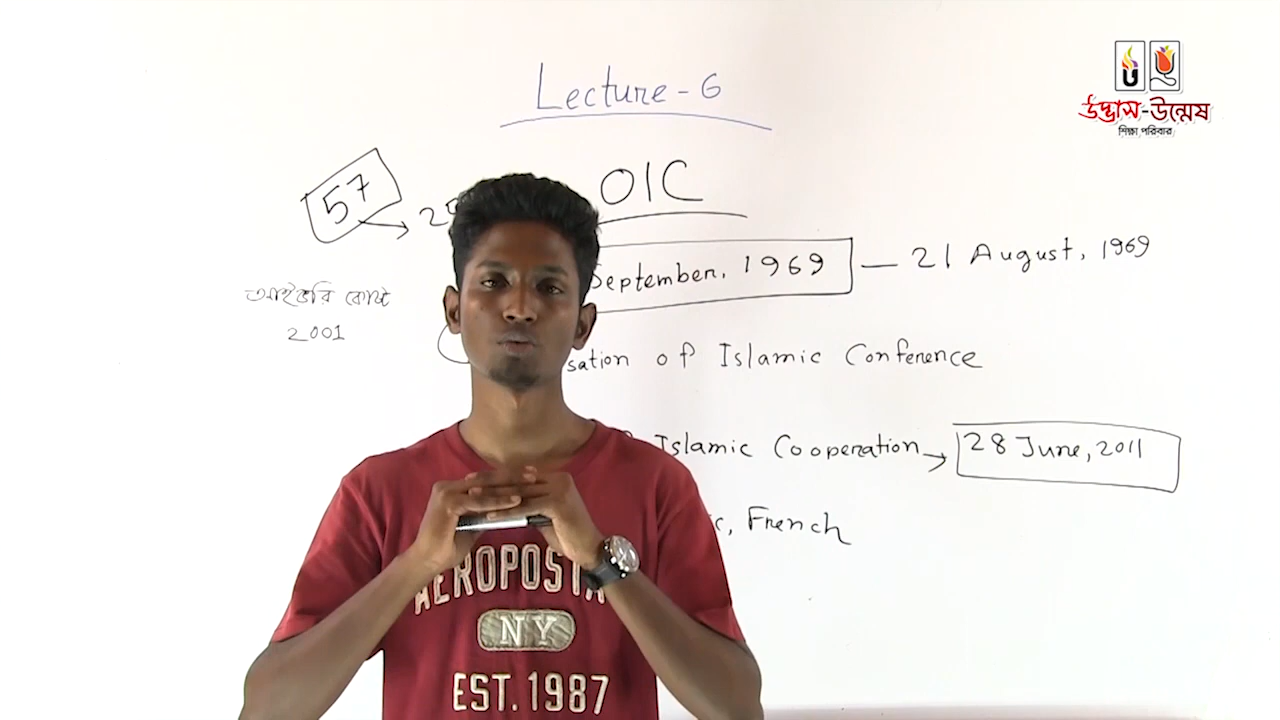 Lecture - 6
উদ্ভাস-উন্মেষ
শিক্ষা পরিবার
57
OIC
September, 1969 — 21 August, 1969
আইভরি কোস্ট
2001
sation of Islamic Conference
Islamic Cooperation → 28 June, 2011
c, French
AEROPOSTA
NY
EST. 1987